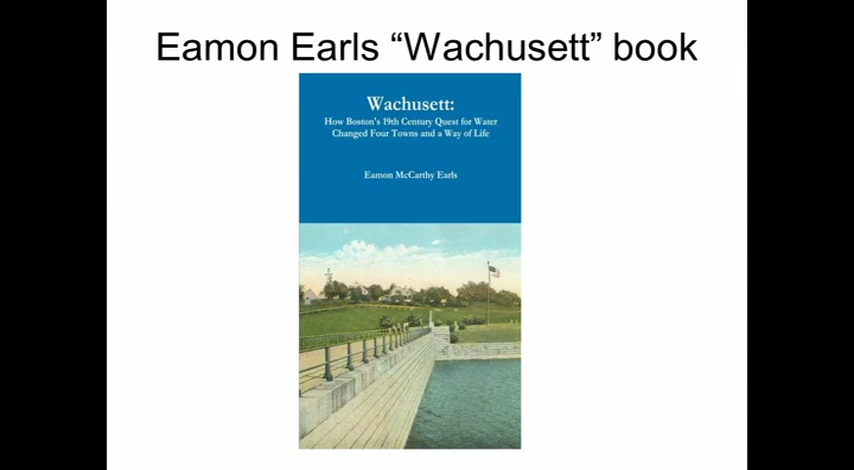 Eamon Earls “Wachusett” book
Wachusett:
How Boston's 19th Century Quest for Water
Changed Four Towns and a Way of Life
Eamon McCarthy Earls